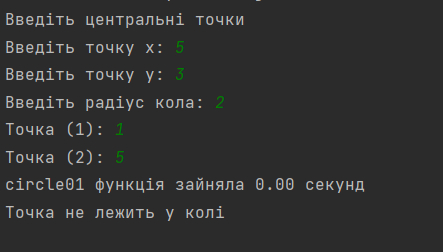 Введіть центральні точки
Введіть точку x: 5
Введіть точку y: 3
Введіть радіус кола: 2
Точка (1): 1
Точка (2): 5
circle01 функція зайняла 0.00 секунд
Точка не лежить у колі